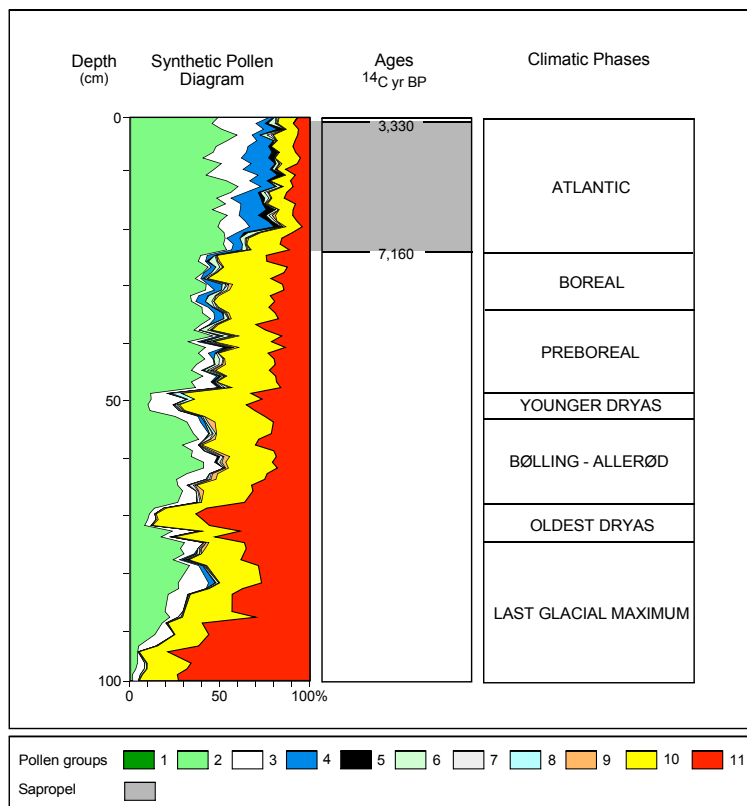 Depth
(cm)
Synthetic Pollen
Diagram
Ages
14C yr BP
Climatic Phases
0
50
100
3,330
7,160
ATLANTIC
BOREAL
PREBOREAL
YOUNGER DRYAS
BØLLING - ALLERØD
OLDEST DRYAS
LAST GLACIAL MAXIMUM
0 50 100%
Pollen groups 1 2 3 4 5 6 7 8 9 10 11
Sapropel